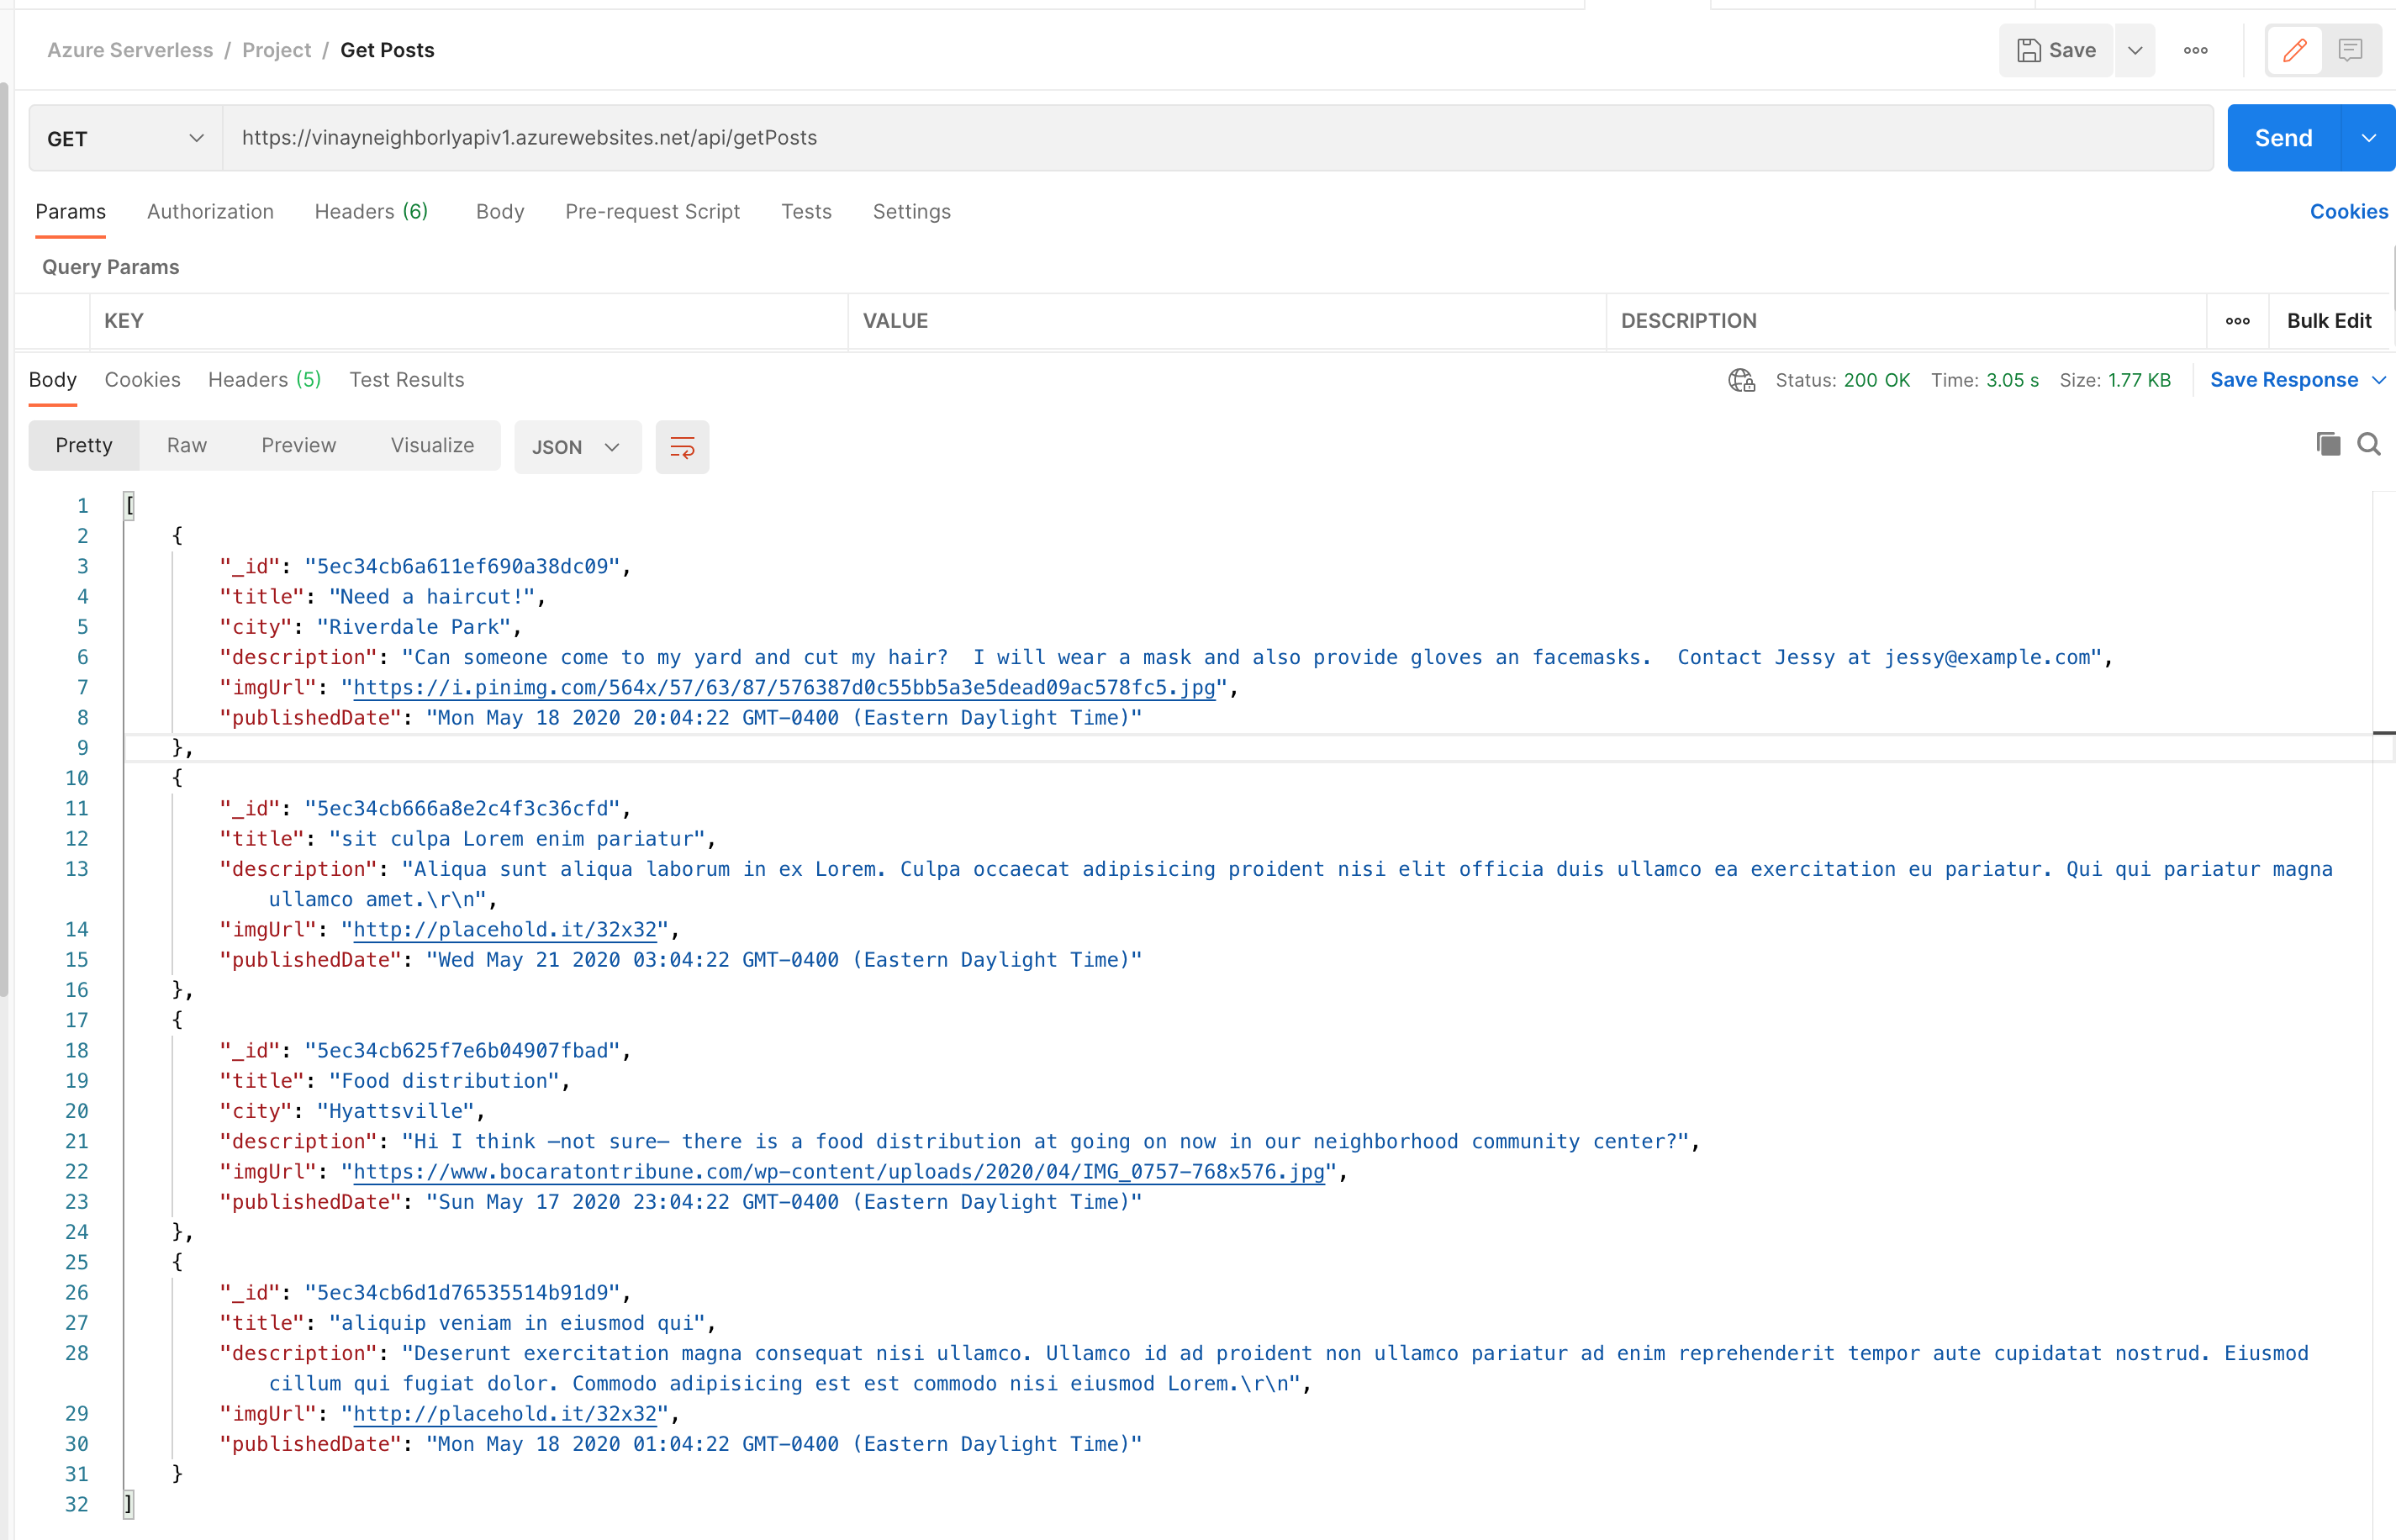 Azure Serverless / Project / Get Posts
Save
GET https://vinayneighborlyapiv1.azurewebsites.net/api/getPosts Send
Params Authorization Headers (6) Body Pre-request Script Tests Settings Cookies
Query Params
KEY VALUE DESCRIPTION Bulk Edit
Body Cookies Headers (5) Test Results Status: 200 OK Time: 3.05 s Size: 1.77 KB Save Response
Pretty Raw Preview Visualize JSON
1 [
2 {
3 "_id": "5ec34cb6a611ef690a38dc09",
4 "title": "Need a haircut!",
5 "city": "Riverdale Park",
6 "description": "Can someone come to my yard and cut my hair?  I will wear a mask and also provide gloves an facemasks.  Contact Jessy at jessy@example.com",
7 "imgUrl": "https://i.pinimg.com/564x/57/63/87/576387d0c55bb5a3e5dead09ac578fc5.jpg",
8 "publishedDate": "Mon May 18 2020 20:04:22 GMT-0400 (Eastern Daylight Time)"
9 },
10 {
11 "_id": "5ec34cb666a8e2c4f3c36cfd",
12 "title": "sit culpa Lorem enim pariatur",
13 "description": "Aliqua sunt aliqua laborum in ex Lorem. Culpa occaecat adipisicing proident nisi elit officia duis ullamco ea exercitation eu pariatur. Qui qui pariatur magna
ullamco amet.\r\n",
14 "imgUrl": "http://placehold.it/32x32",
15 "publishedDate": "Wed May 21 2020 03:04:22 GMT-0400 (Eastern Daylight Time)"
16 },
17 {
18 "_id": "5ec34cb625f7e6b04907fbad",
19 "title": "Food distribution",
20 "city": "Hyattsville",
21 "description": "Hi I think —not sure— there is a food distribution at going on now in our neighborhood community center?",
22 "imgUrl": "https://www.bocaratontribune.com/wp-content/uploads/2020/04/IMG_0757-768x576.jpg",
23 "publishedDate": "Sun May 17 2020 23:04:22 GMT-0400 (Eastern Daylight Time)"
24 },
25 {
26 "_id": "5ec34cb6d1d76535514b91d9",
27 "title": "aliquip veniam in eiusmod qui",
28 "description": "Deserunt exercitation magna consequat nisi ullamco. Ullamco id ad proident non ullamco pariatur ad enim reprehenderit tempor aute cupidatat nostrud. Eiusmod
cillum qui fugiat dolor. Commodo adipisicing est est commodo nisi eiusmod Lorem.\r\n",
29 "imgUrl": "http://placehold.it/32x32",
30 "publishedDate": "Mon May 18 2020 01:04:22 GMT-0400 (Eastern Daylight Time)"
31 }
32 ]